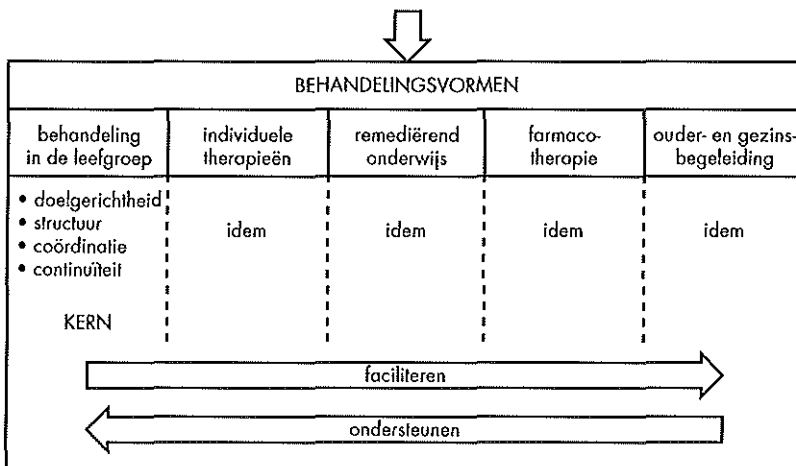 BEHANDELINGSVORMEN
behandeling
in de leefgroep
individuele
therapieën
remediërend
onderwijs
farmaco-
therapie
ouder- en gezins-
begeleiding
• doelgerichtheid
• structuur
• coördinatie
• continuïteit
idem
idem
idem
idem
KERN
faciliteren
ondersteunen